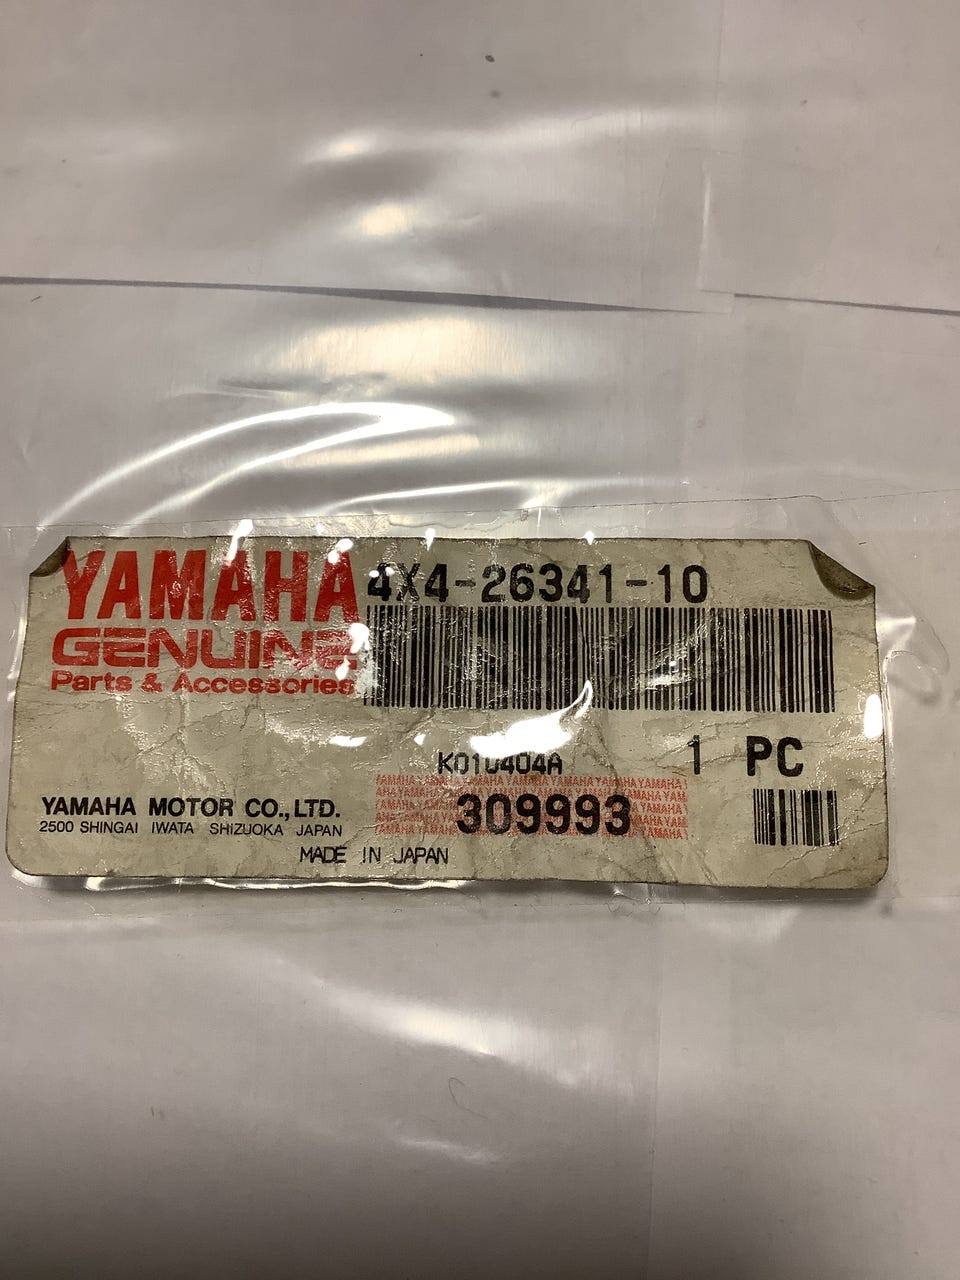 YAMAHA
GENUINE
Parts & Accessories
4X4-26341-10
K010404A
1 PC
309993
YAMAHA MOTOR CO.,LTD.
2500 SHINGAI IWATA SHIZUOKA JAPAN
MADE IN JAPAN